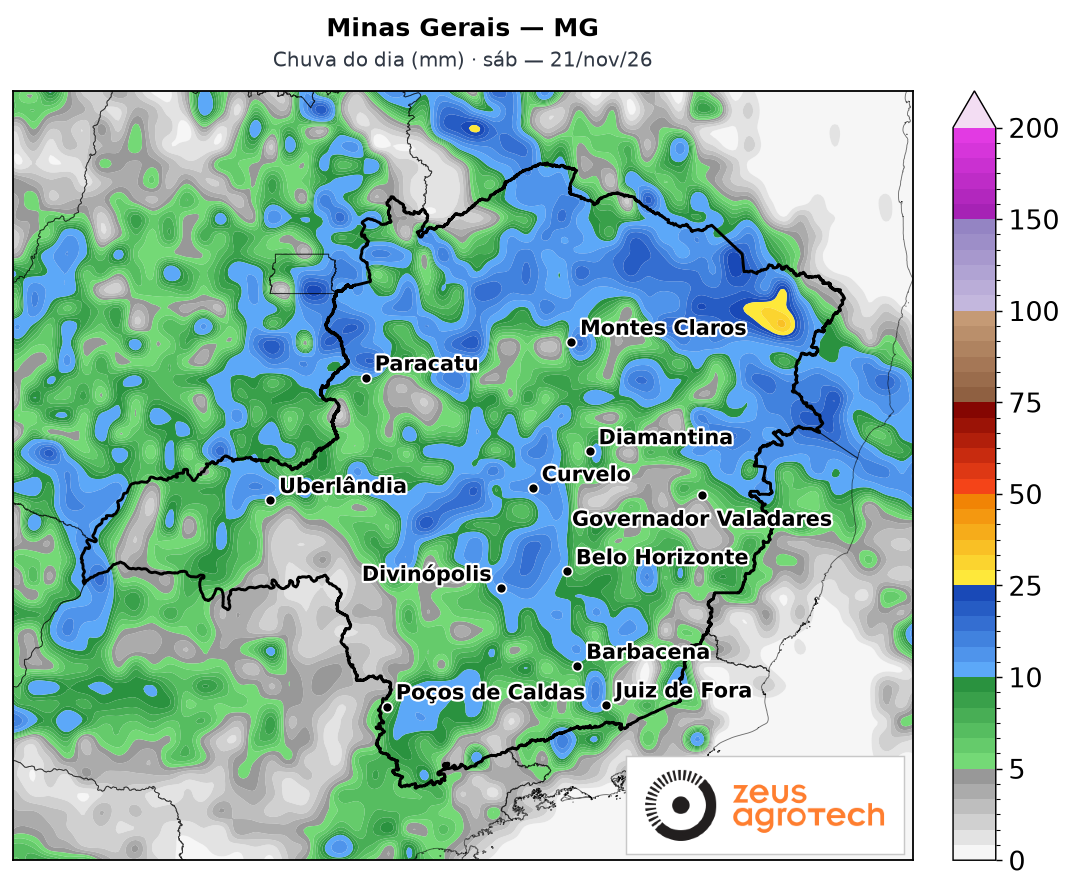 Minas Gerais — MG
Chuva do dia (mm) · sáb — 21/nov/26
200
150
100
75
50
25
10
5
0
Montes Claros
Paracatu
Diamantina
Curvelo
Uberlândia
Governador Valadares
Belo Horizonte
Divinópolis
Barbacena
Poços de Caldas
Juiz de Fora
zeus
agrotech